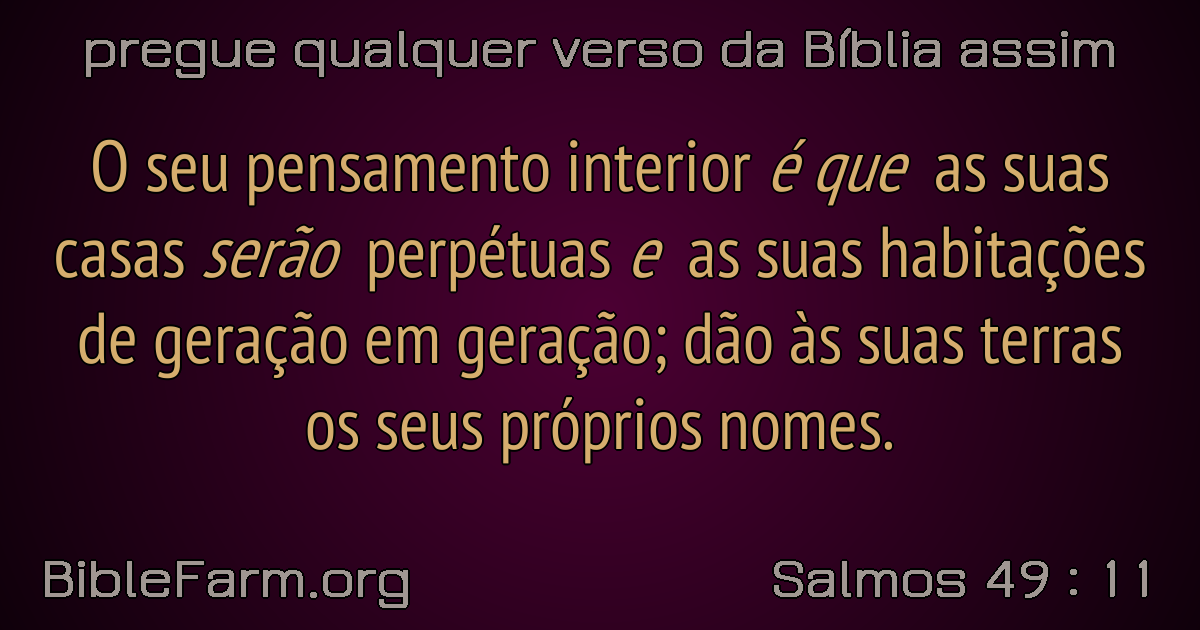 pregue qualquer verso da Bíblia assim
O seu pensamento interior é que as suas
casas serão perpétuas e as suas habitações
de geração em geração; dão às suas terras
os seus próprios nomes.
BibleFarm.org
Salmos 49 : 11